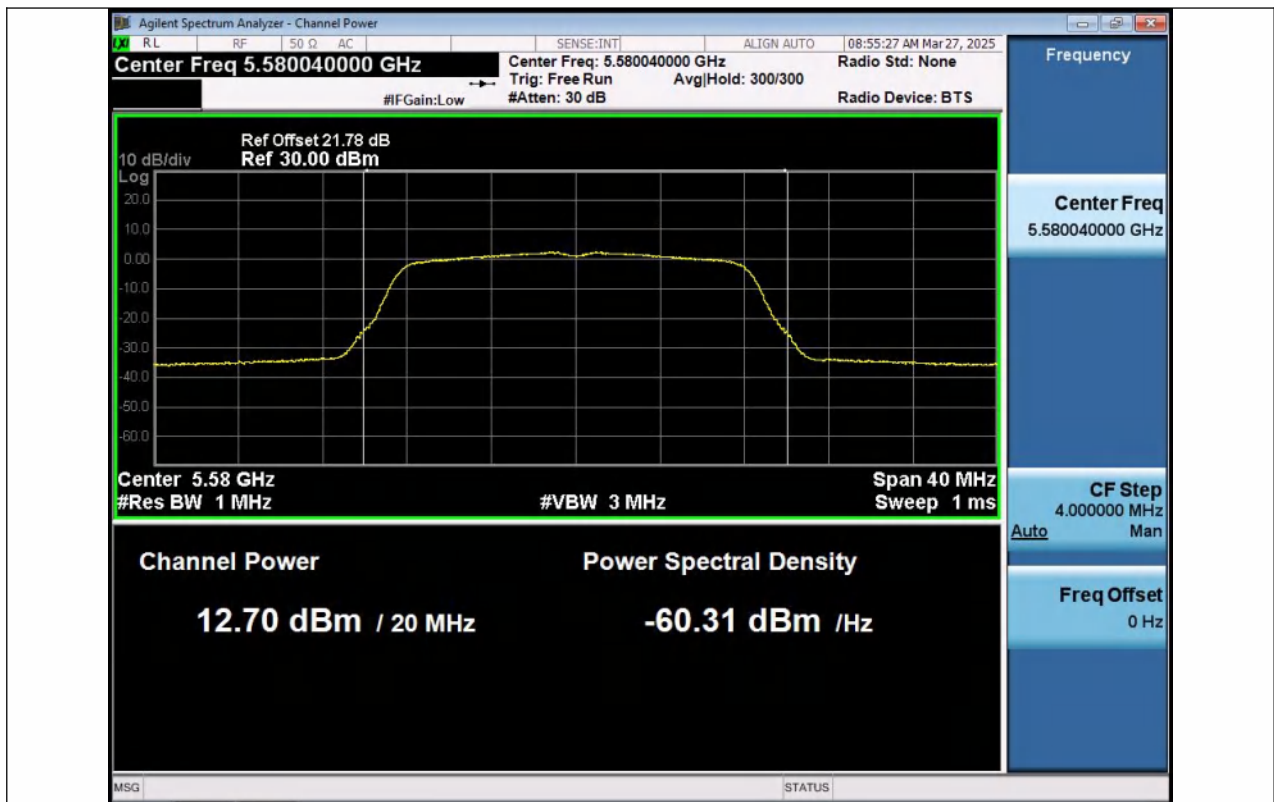 Agilent Spectrum Analyzer - Channel Power
LXI RL RF 50 Ω AC SENSE:INT ALIGN AUTO 08:55:27 AM Mar 27, 2025
Center Freq 5.580040000 GHz
Center Freq: 5.580040000 GHz Radio Std: None
Trig: Free Run Avg|Hold: 300/300
#IFGain:Low #Atten: 30 dB Radio Device: BTS
Ref Offset 21.78 dB
10 dB/div Ref 30.00 dBm
Log
20.0
10.0
0.00
-10.0
-20.0
-30.0
-40.0
-50.0
-60.0
Center 5.58 GHz Span 40 MHz
#Res BW 1 MHz #VBW 3 MHz Sweep 1 ms
Channel Power Power Spectral Density
12.70 dBm / 20 MHz -60.31 dBm /Hz
MSG STATUS
Frequency
Center Freq
5.580040000 GHz
CF Step
4.000000 MHz
Auto Man
Freq Offset
0 Hz